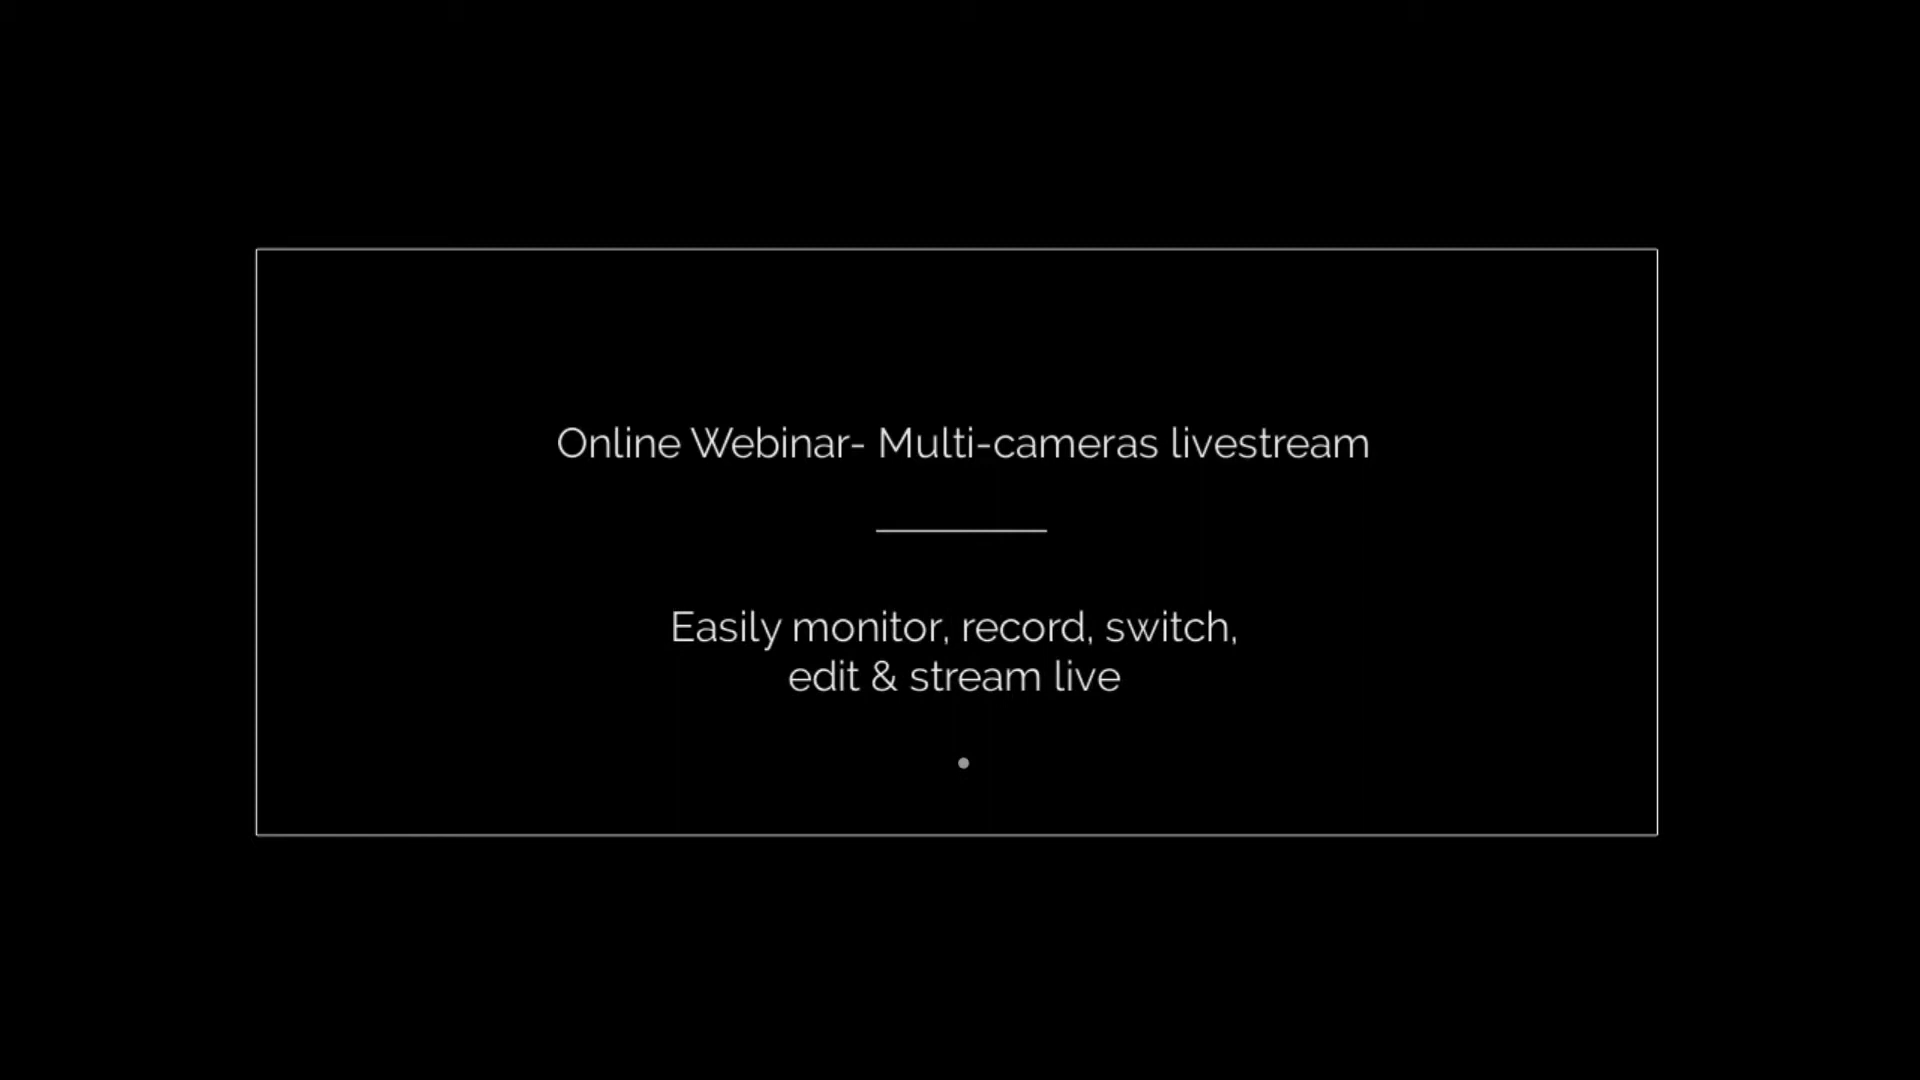 Online Webinar- Multi-cameras livestream
Easily monitor, record, switch,
edit & stream live